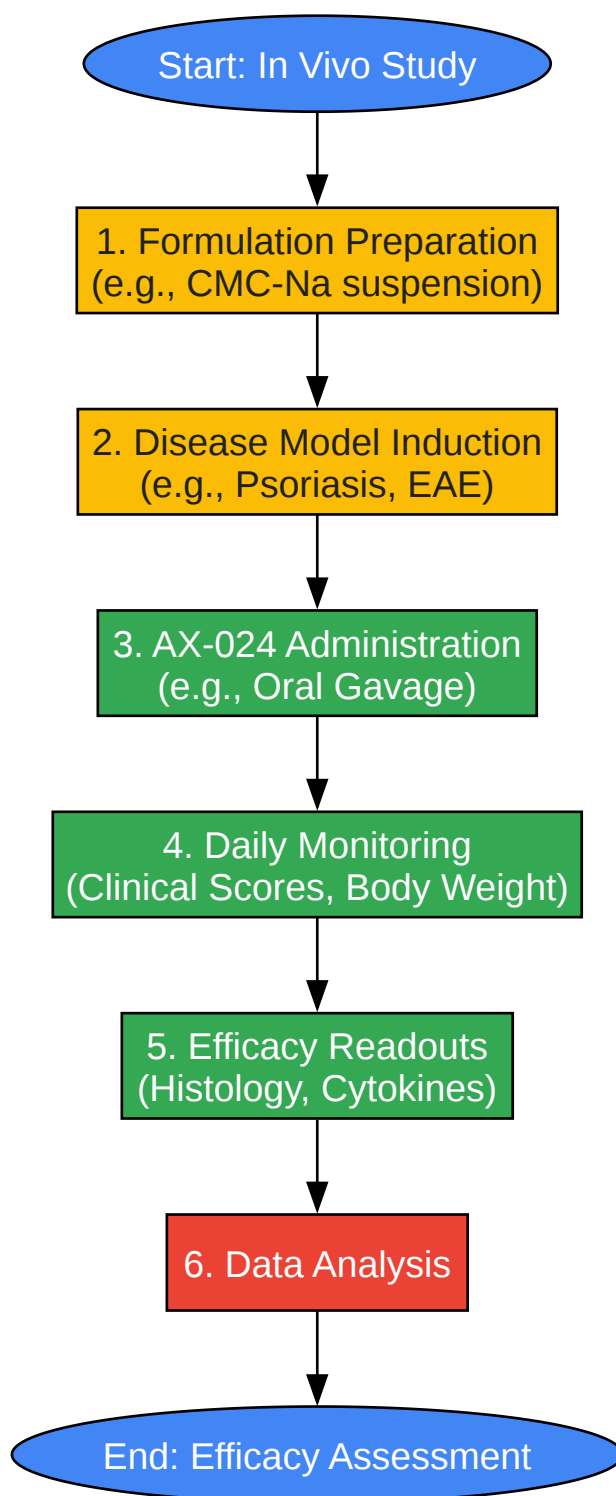 Start: In Vivo Study
1. Formulation Preparation
(e.g., CMC-Na suspension)
2. Disease Model Induction
(e.g., Psoriasis, EAE)
3. AX-024 Administration
(e.g., Oral Gavage)
4. Daily Monitoring
(Clinical Scores, Body Weight)
5. Efficacy Readouts
(Histology, Cytokines)
6. Data Analysis
End: Efficacy Assessment